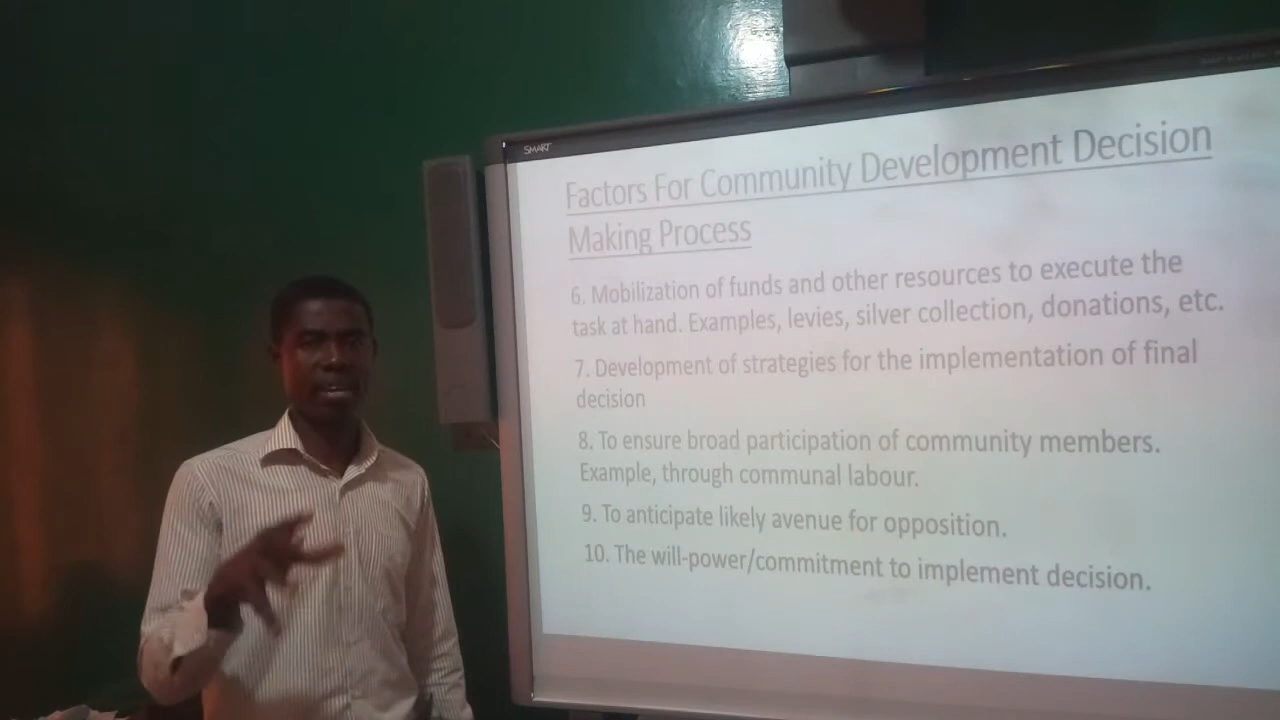 SMART
Factors For Community Development Decision
Making Process
6. Mobilization of funds and other resources to execute the
task at hand. Examples, levies, silver collection, donations, etc.
7. Development of strategies for the implementation of final
decision
8. To ensure broad participation of community members.
Example, through communal labour.
9. To anticipate likely avenue for opposition.
10. The will-power/commitment to implement decision.